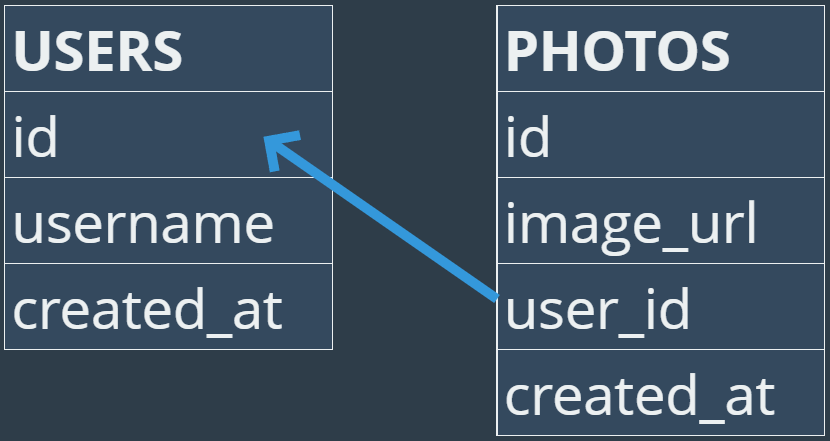 USERS
id
username
created_at
PHOTOS
id
image_url
user_id
created_at